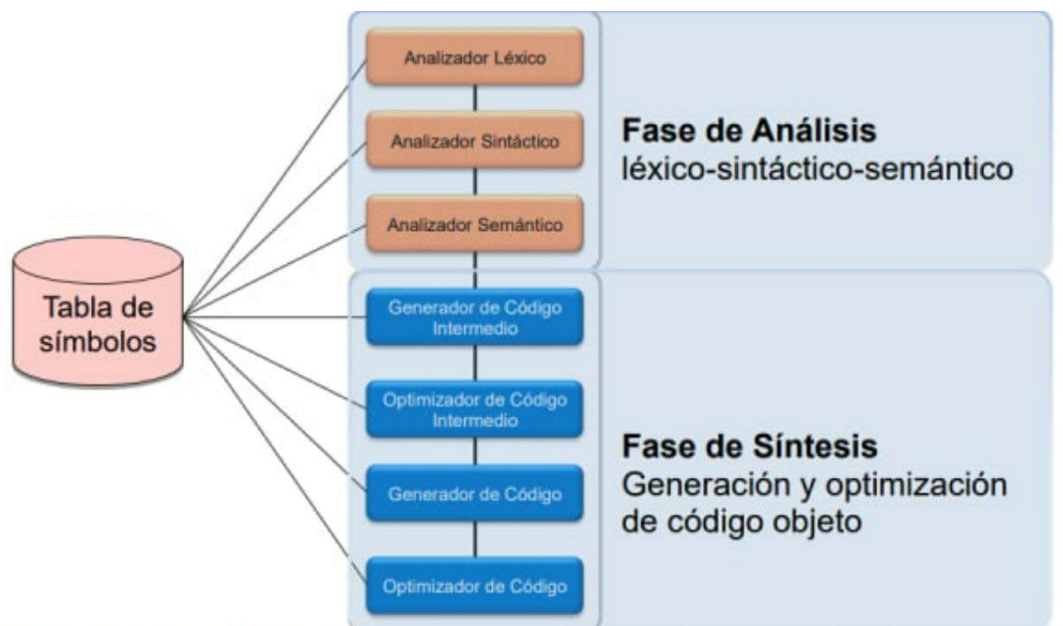 Analizador Léxico
Analizador Sintáctico
Analizador Semántico
Fase de Análisis
léxico-sintáctico-semántico
Tabla de
símbolos
Generador de Código
Intermedio
Optimizador de Código
Intermedio
Generador de Código
Optimizador de Código
Fase de Síntesis
Generación y optimización
de código objeto